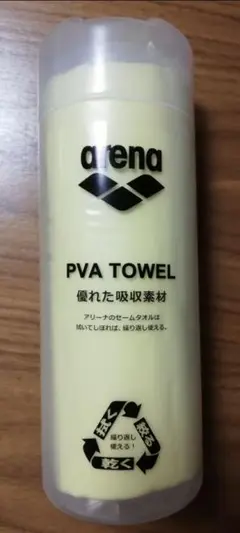 arena
PVA TOWEL
優れた吸収素材
アリーナのセームタオルは
拭いてしぼれば、繰り返し使える。
拭く
絞る
乾く
繰り返し
使える！